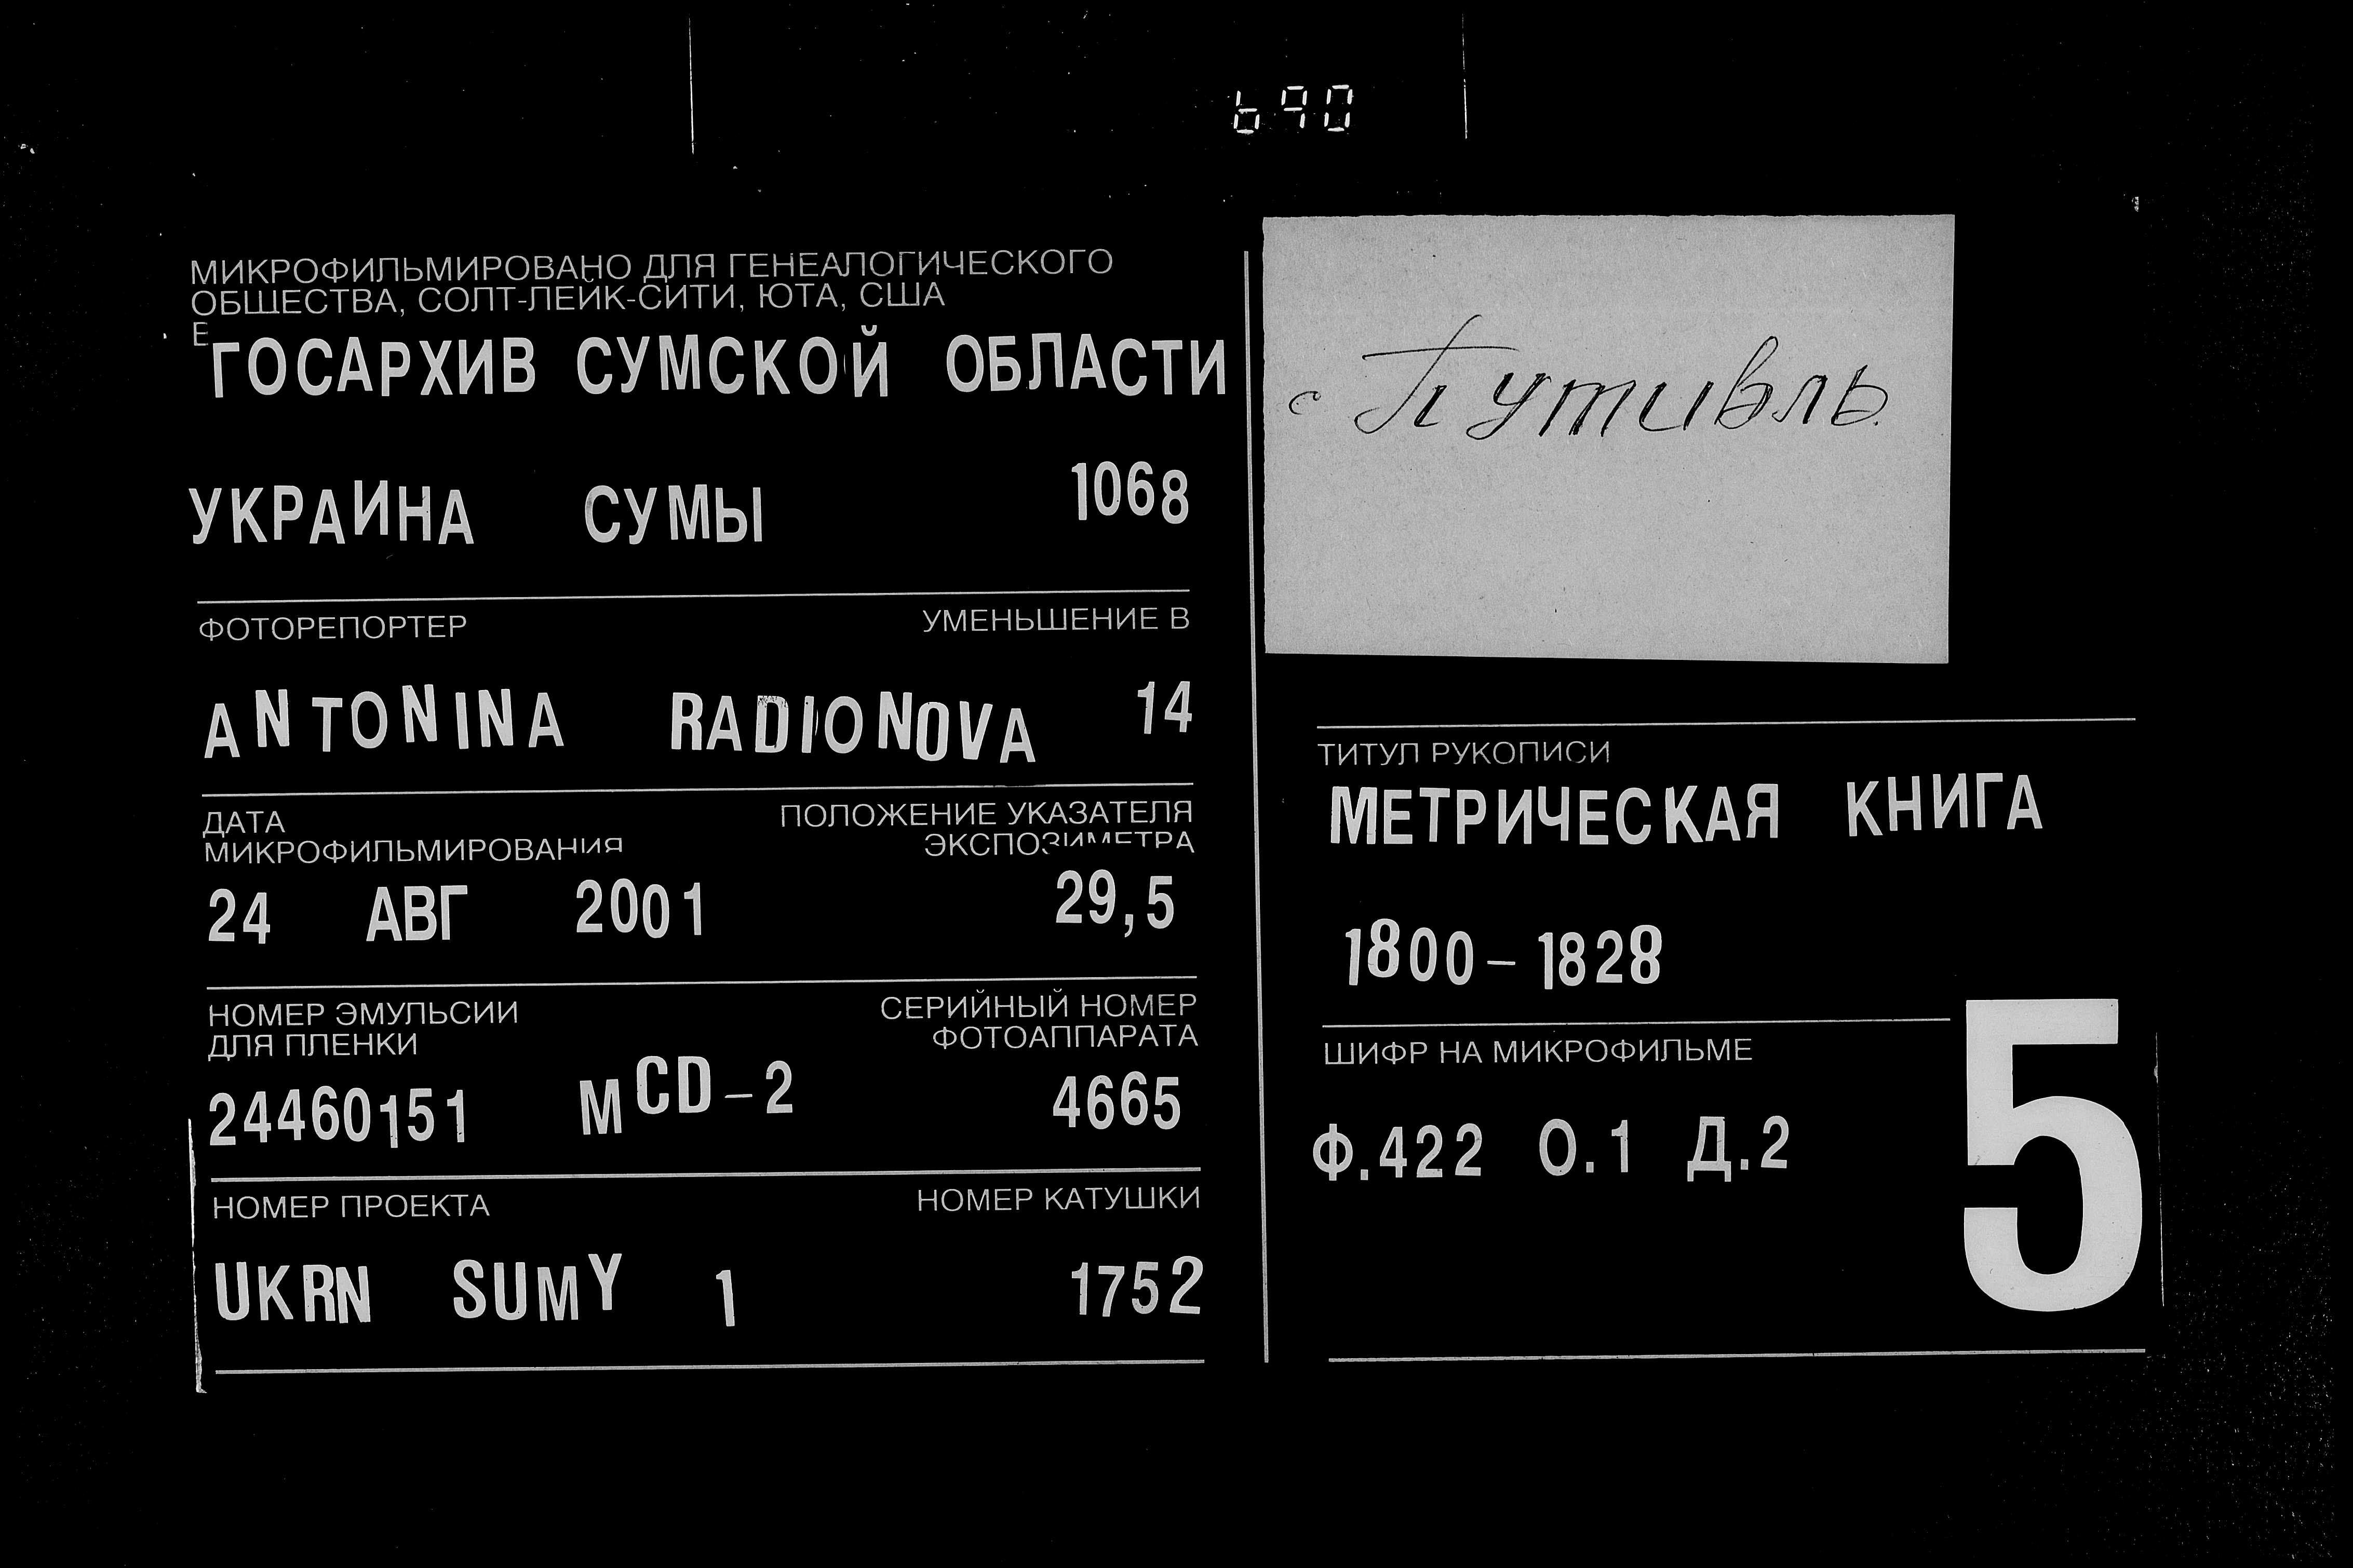 690
МИКРОФИЛЬМИРОВАНО ДЛЯ ГЕНЕАЛОГИЧЕСКОГО
ОБЩЕСТВА, СОЛТ-ЛЕЙК-СИТИ, ЮТА, США
Е
ГОСАРХИВ СУМСКОЙ ОБЛАСТИ
УКРАИНА СУМЫ 1068
ФОТОРЕПОРТЕР УМЕНЬШЕНИЕ В
ANTONINA RADIONOVA 14
ДАТА
МИКРОФИЛЬМИРОВАНИЯ
ПОЛОЖЕНИЕ УКАЗАТЕЛЯ
ЭКСПОЗИМЕТРА
24 АВГ 2001 29,5
НОМЕР ЭМУЛЬСИИ
ДЛЯ ПЛЕНКИ
СЕРИЙНЫЙ НОМЕР
ФОТОАППАРАТА
24460151 MCD-2 4665
НОМЕР ПРОЕКТА НОМЕР КАТУШКИ
UKRN SUMY 1 1752
с Путивль.
ТИТУЛ РУКОПИСИ
МЕТРИЧЕСКАЯ КНИГА
1800-1828
ШИФР НА МИКРОФИЛЬМЕ
Ф.422 О.1 Д.2
5